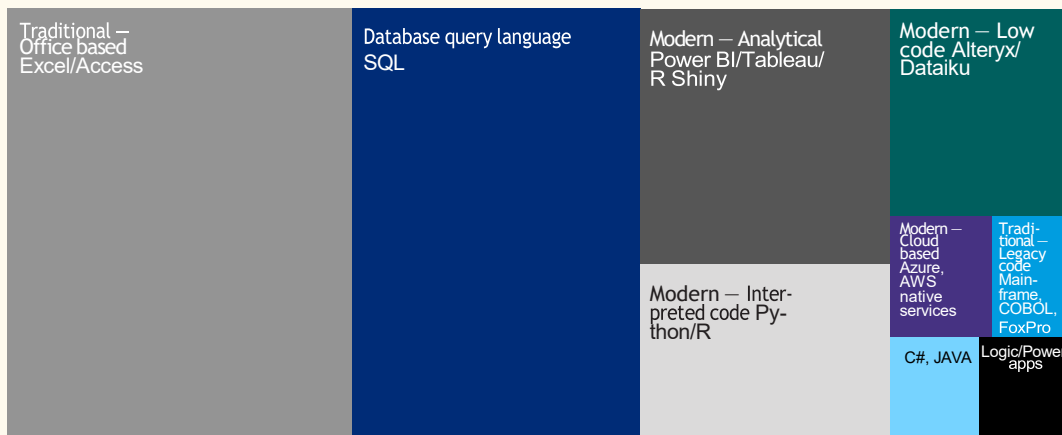 Traditional —
Office based
Excel/Access
Database query language
SQL
Modern — Analytical
Power BI/Tableau/
R Shiny
Modern — Low
code Alteryx/
Dataiku
Modern — Inter-
preted code Py-
thon/R
Modern —
Cloud
based
Azure,
AWS
native
services
Tradi-
tional —
Legacy
code
Main-
frame,
COBOL,
FoxPro
C#, JAVA
Logic/Power
apps